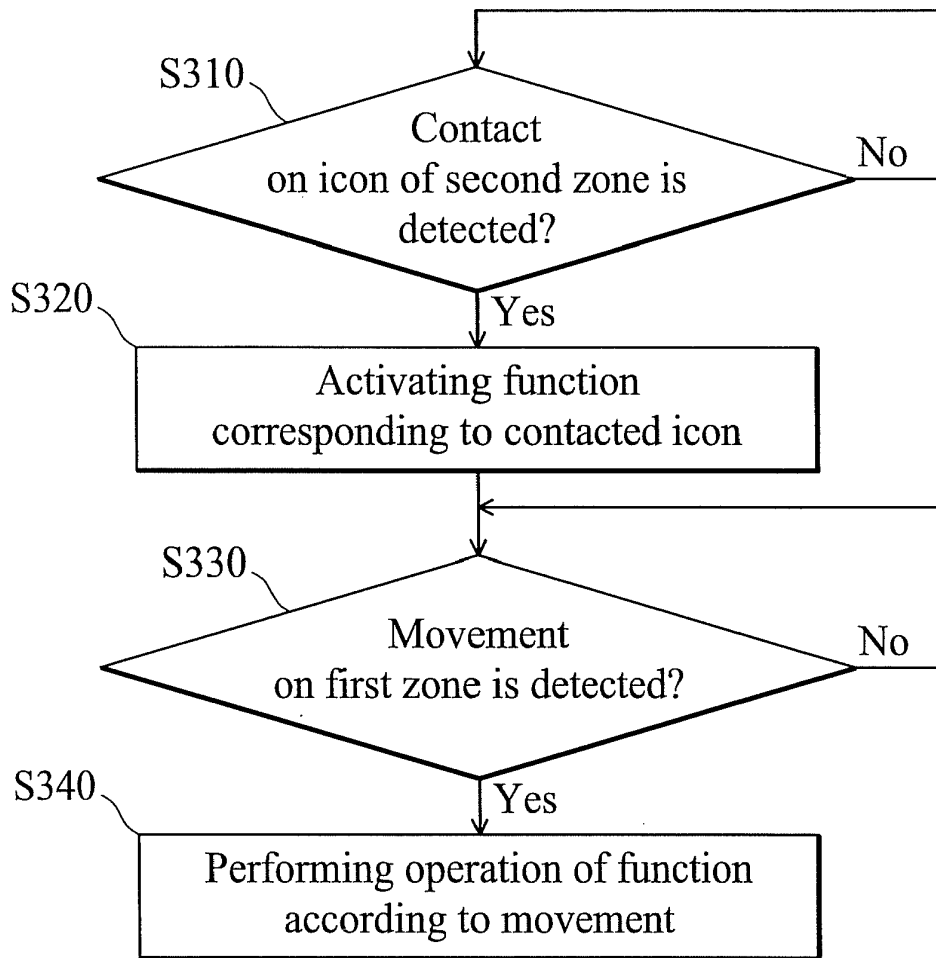 S310
Contact
on icon of second zone is
detected?
No
Yes
S320
Activating function
corresponding to contacted icon
S330
Movement
on first zone is detected?
No
Yes
S340
Performing operation of function
according to movement